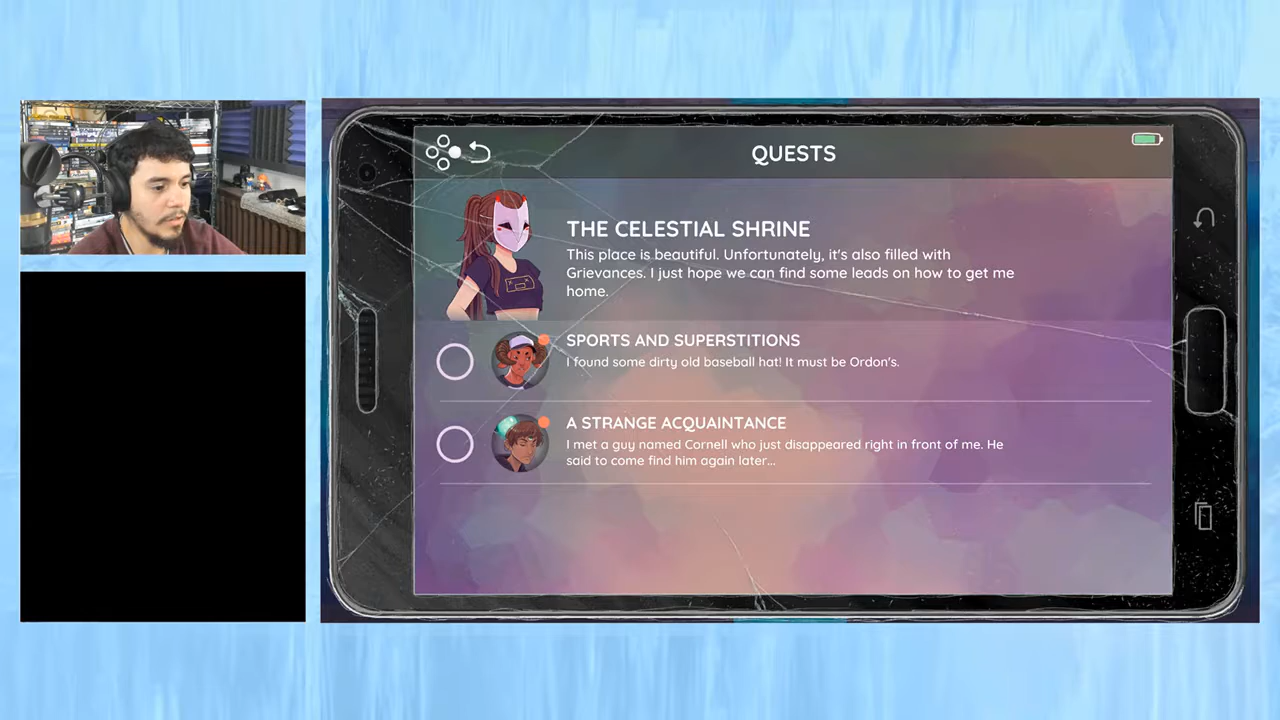 QUESTS
THE CELESTIAL SHRINE
This place is beautiful. Unfortunately, it's also filled with
Grievances. I just hope we can find some leads on how to get me
home.
SPORTS AND SUPERSTITIONS
I found some dirty old baseball hat! It must be Ordon's.
A STRANGE ACQUAINTANCE
I met a guy named Cornell who just disappeared right in front of me. He
said to come find him again later...